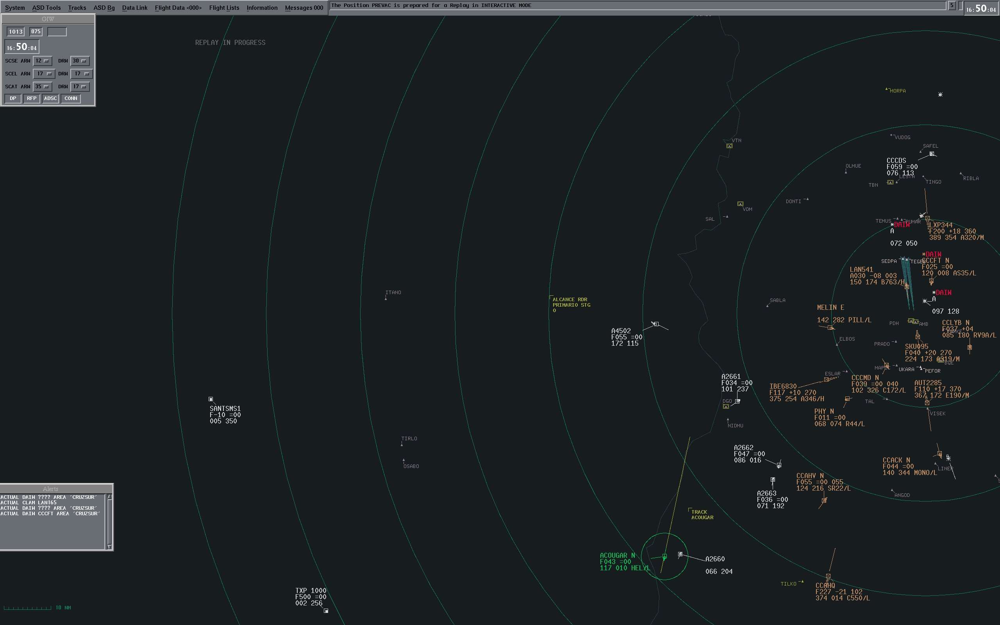 System ASD Tools Tracks ASD Bg Data Link Flight Data <000> Flight Lists Information Messages 000
The Position PREVAC is prepared for a Replay in INTERACTIVE MODE
5
16:50:04
GIW
1013 075
16:50:04
SCSE ARW 12 DRW 30
SCEL ARW 17 DRW 17
SCAT ARW 35 DRW 17
DP RFP ADSC CONN
REPLAY IN PROGRESS
MORPA
VUDOG
VTN
SAFEL
CCCDS
F059 =00
076 113
OLMUE
LESTA
TINGO
RIBLA
TBN
DONTI
VDM
SAL
TEMUS
PUMAR
*DAIW
A
072 050
LXP344
F200 +18 360
389 354 A320/M
*DAIW
CCCFT N
F025 =00
120 008 AS35/L
SEDPA
LAN541
A030 -08 003
150 174 B763/H
*DAIW
A
097 128
ITANO
ALCANCE RDR
PRIMARIO STG
O
SABLA
MELIN E
142 282 PILL/L
PDH
AMB
CCLYB N
F037 +04
085 180 RV9A/L
A4502
F055 =00
172 115
ELBOS
PRADO
SKU095
F040 +20 270
224 173 A319/M
BQE
UKARA
PEFOR
ESLAR
A2661
F034 =00
101 237
CCCMD N
F039 =00 040
102 326 C172/L
IBE6830
F117 +10 270
375 254 A346/H
AUT2285
F110 +17 370
367 172 E190/M
DGO
TAL
VISEK
SANTSMS1
F-10 =00
005 350
PHY N
F011 =00
068 074 R44/L
NIDMU
TIRLO
OSABO
A2662
F047 =00
086 016
CCACK N
F044 =00
140 344 MONO/L
LINER
CCAHV N
F055 =00 055
124 216 SR22/L
A2663
F036 =00
071 192
ANGOD
TRACK
ACOUGAR
Alerts
ACTUAL DAIW ???? AREA 'CRUZSUR'
ACTUAL CLAM LAN165
ACTUAL DAIW ???? AREA 'CRUZSUR'
ACTUAL DAIW CCCFT AREA 'CRUZSUR'
ACOUGAR N
F043 =00
117 010 HEL/L
A2660
066 204
TILKO
CCAHQ
F227 -21 102
374 014 C550/L
TXP 1000
F500 =00
002 256
10 NM